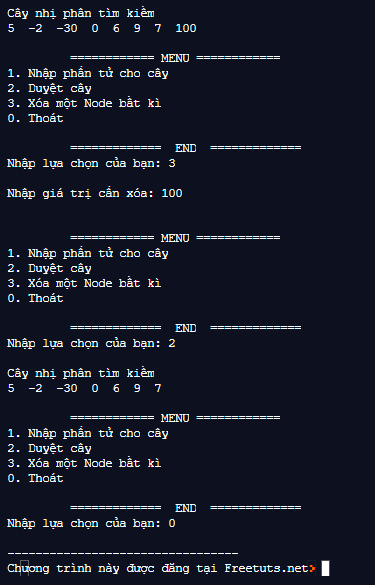 Cây nhị phân tìm kiếm
5  -2  -30  0  6  9  7  100
============ MENU ============
1. Nhập phần tử cho cây
2. Duyệt cây
3. Xóa một Node bất kì
0. Thoát
============= END =============
Nhập lựa chọn của bạn: 3
Nhập giá trị cần xóa: 100
============ MENU ============
1. Nhập phần tử cho cây
2. Duyệt cây
3. Xóa một Node bất kì
0. Thoát
============= END =============
Nhập lựa chọn của bạn: 2
Cây nhị phân tìm kiếm
5  -2  -30  0  6  9  7
============ MENU ============
1. Nhập phần tử cho cây
2. Duyệt cây
3. Xóa một Node bất kì
0. Thoát
============= END =============
Nhập lựa chọn của bạn: 0
---------------------------------
Chương trình này được đăng tại Freetuts.net>